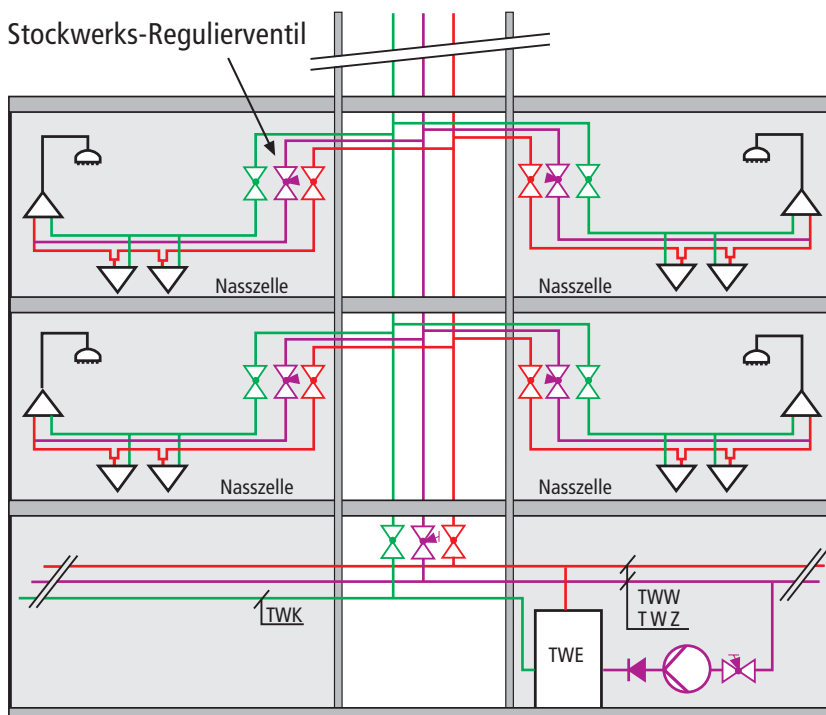 Stockwerks-Regulierventil
Nasszelle
Nasszelle
Nasszelle
Nasszelle
TWK
TWW
TWZ
TWE